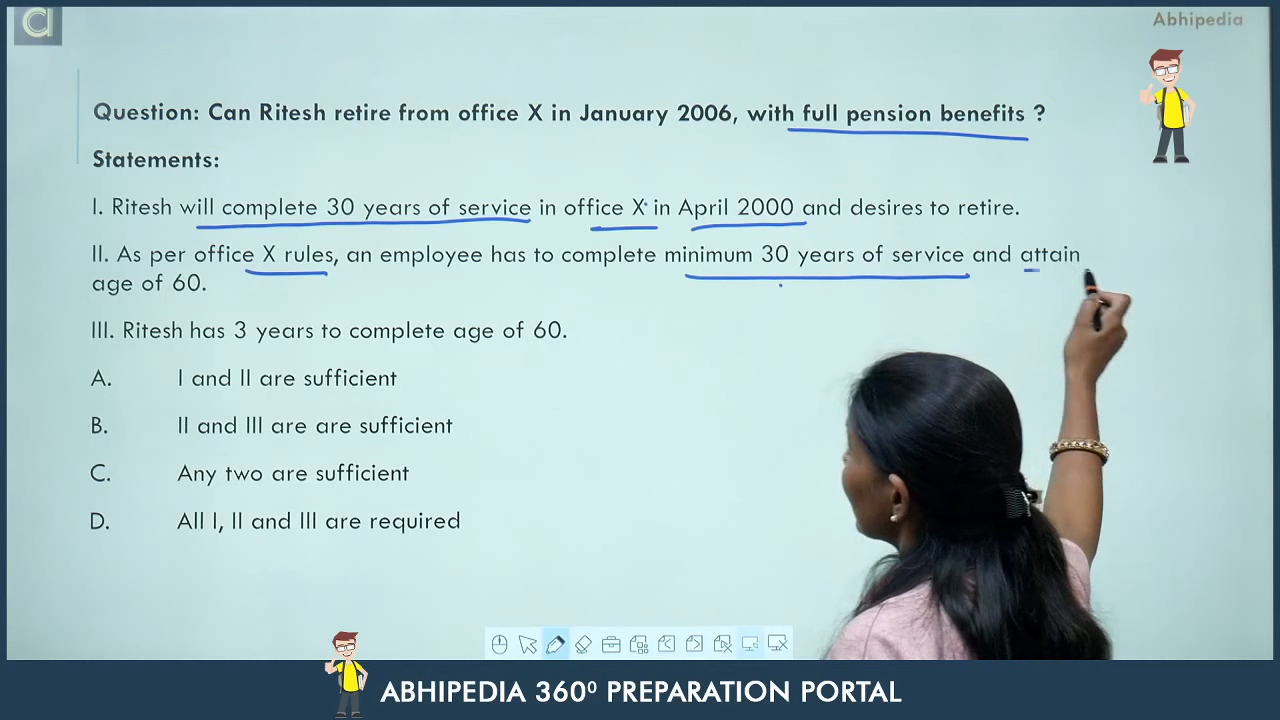 a
Abhipedia
Question: Can Ritesh retire from office X in January 2006, with full pension benefits ?
Statements:
I. Ritesh will complete 30 years of service in office X in April 2000 and desires to retire.
II. As per office X rules, an employee has to complete minimum 30 years of service and attain
age of 60.
III. Ritesh has 3 years to complete age of 60.
A. I and II are sufficient
B. II and III are are sufficient
C. Any two are sufficient
D. All I, II and III are required
ABHIPEDIA 360⁰ PREPARATION PORTAL